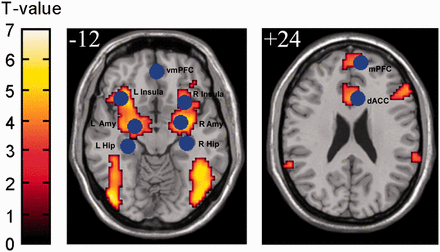 T-value
7
6
5
4
3
2
1
0
-12
vmPFC
L Insula
R Insula
L Amy
R Amy
L Hip
R Hip
+24
mPFC
dACC